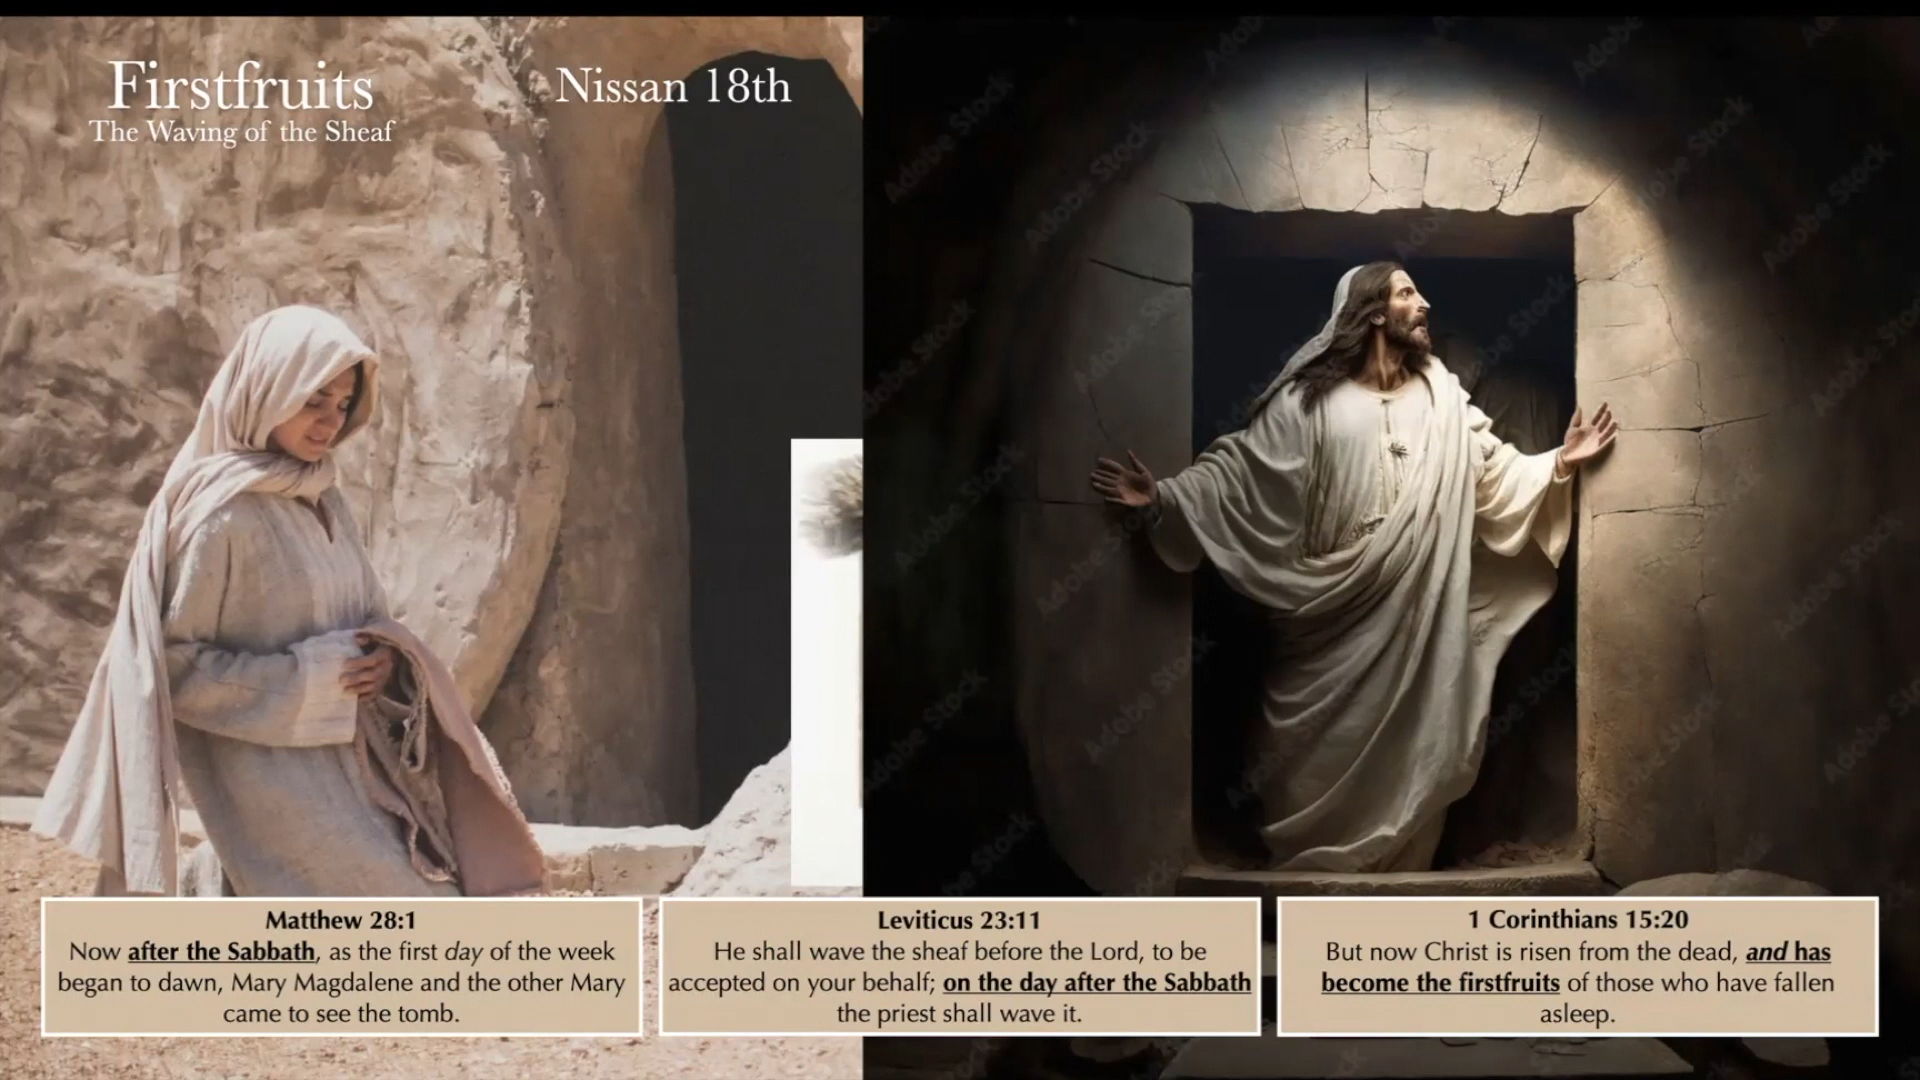 Firstfruits
The Waving of the Sheaf
Nissan 18th
Matthew 28:1
Now after the Sabbath, as the first day of the week
began to dawn, Mary Magdalene and the other Mary
came to see the tomb.
Leviticus 23:11
He shall wave the sheaf before the Lord, to be
accepted on your behalf; on the day after the Sabbath
the priest shall wave it.
1 Corinthians 15:20
But now Christ is risen from the dead, and has
become the firstfruits of those who have fallen
asleep.
Adobe Stock